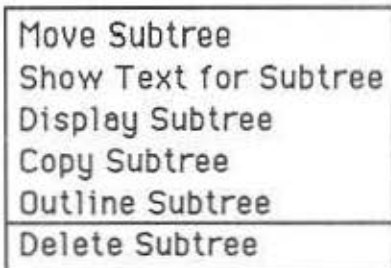 Move Subtree
Show Text for Subtree
Display Subtree
Copy Subtree
Outline Subtree
Delete Subtree